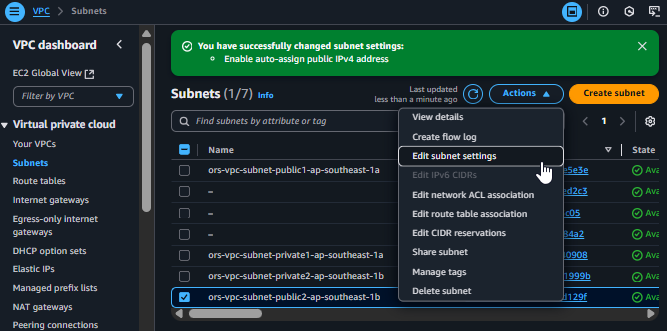 VPC > Subnets
VPC dashboard
EC2 Global View
Filter by VPC
Virtual private cloud
Your VPCs
Subnets
Route tables
Internet gateways
Egress-only internet gateways
DHCP option sets
Elastic IPs
Managed prefix lists
NAT gateways
Peering connections
You have successfully changed subnet settings:
• Enable auto-assign public IPv4 address
Subnets (1/7) Info
Last updated
less than a minute ago
Actions
Create subnet
Find subnets by attribute or tag
1
View details
Create flow log
Edit subnet settings
Edit IPv6 CIDRs
Edit network ACL association
Edit route table association
Edit CIDR reservations
Share subnet
Manage tags
Delete subnet
Name State
ors-vpc-subnet-public1-ap-southeast-1a e5e3e Ava
– ed2c3 Ava
– c05 Ava
– 84a2 Ava
ors-vpc-subnet-private1-ap-southeast-1a 40908 Ava
ors-vpc-subnet-private2-ap-southeast-1b 1999b Ava
ors-vpc-subnet-public2-ap-southeast-1b d129f Ava